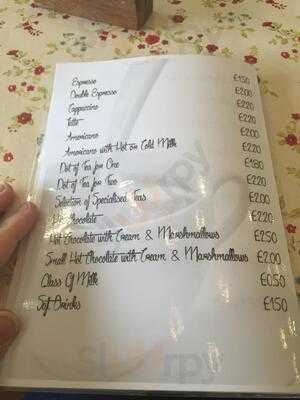 Espresso £1.50
Double Espresso £2.00
Cappuccino £2.20
Latte £2.20
Americano £2.00
Americano with Hot or Cold Milk £2.20
Pot of Tea for One £1.80
Pot of Tea for Two £2.20
Selection of Specialised Teas £2.00
Hot Chocolate £2.20
Hot Chocolate with Cream & Marshmallows £2.50
Small Hot Chocolate with Cream & Marshmallows £2.00
Glass Of Milk £0.50
Soft Drinks £1.50